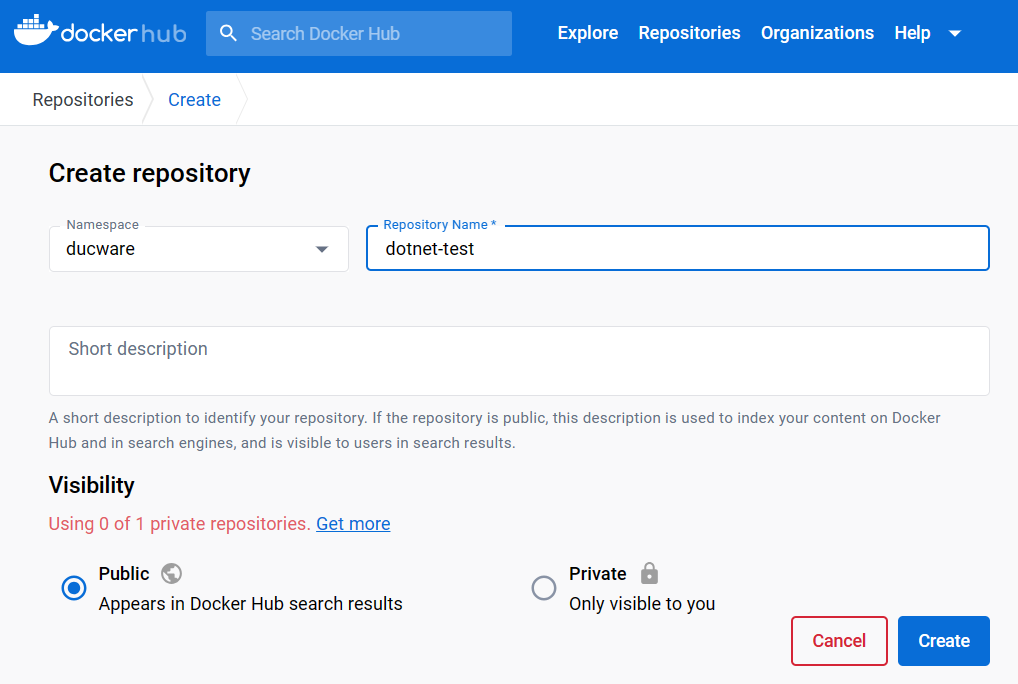 dockerhub
Search Docker Hub
Explore
Repositories
Organizations
Help
Repositories
Create
Create repository
Namespace
ducware
Repository Name *
dotnet-test
Short description
A short description to identify your repository. If the repository is public, this description is used to index your content on Docker
Hub and in search engines, and is visible to users in search results.
Visibility
Using 0 of 1 private repositories. Get more
Public
Appears in Docker Hub search results
Private
Only visible to you
Cancel
Create